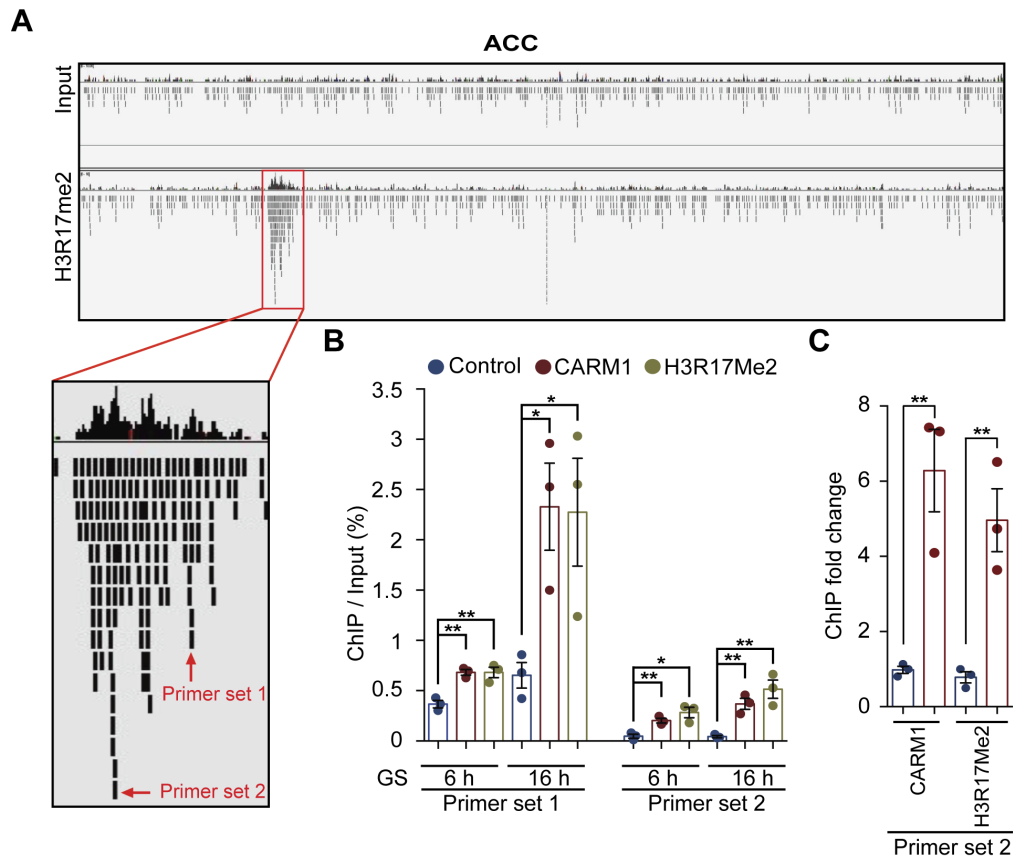 A
ACC
Input
H3R17me2
Primer set 1
Primer set 2
B
Control CARM1 H3R17Me2
ChIP / Input (%)
3.5
3
2.5
2
1.5
1
0.5
0
** ** * * ** * ** **
GS 6 h 16 h 6 h 16 h
Primer set 1 Primer set 2
C
ChIP fold change
8
6
4
2
0
** **
CARM1
H3R17Me2
Primer set 2